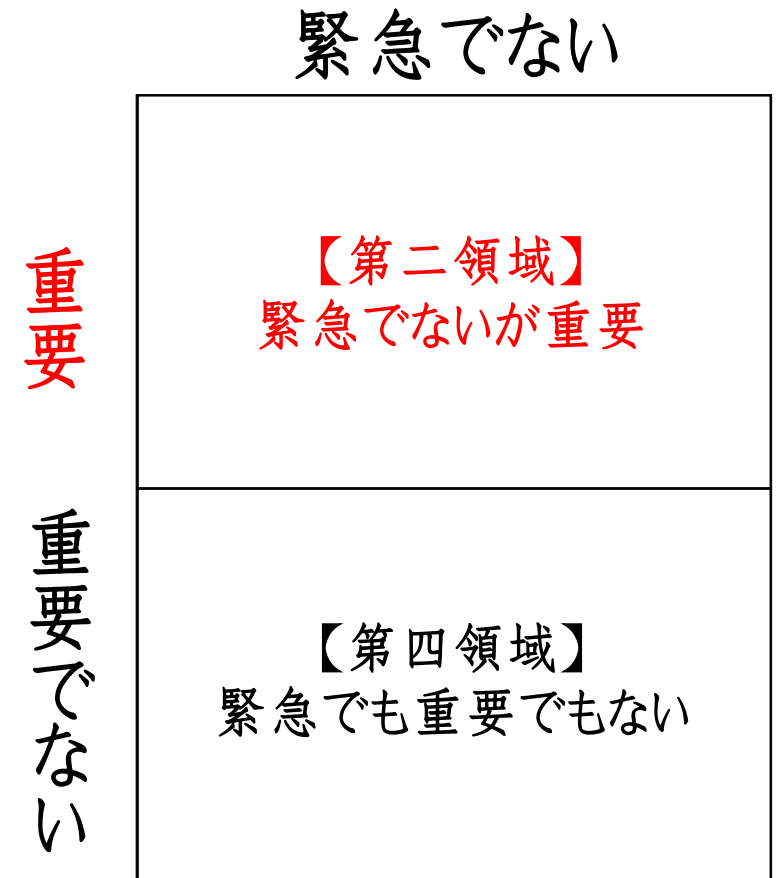 緊急でない
重要
【第二領域】
緊急でないが重要
重要でない
【第四領域】
緊急でも重要でもない